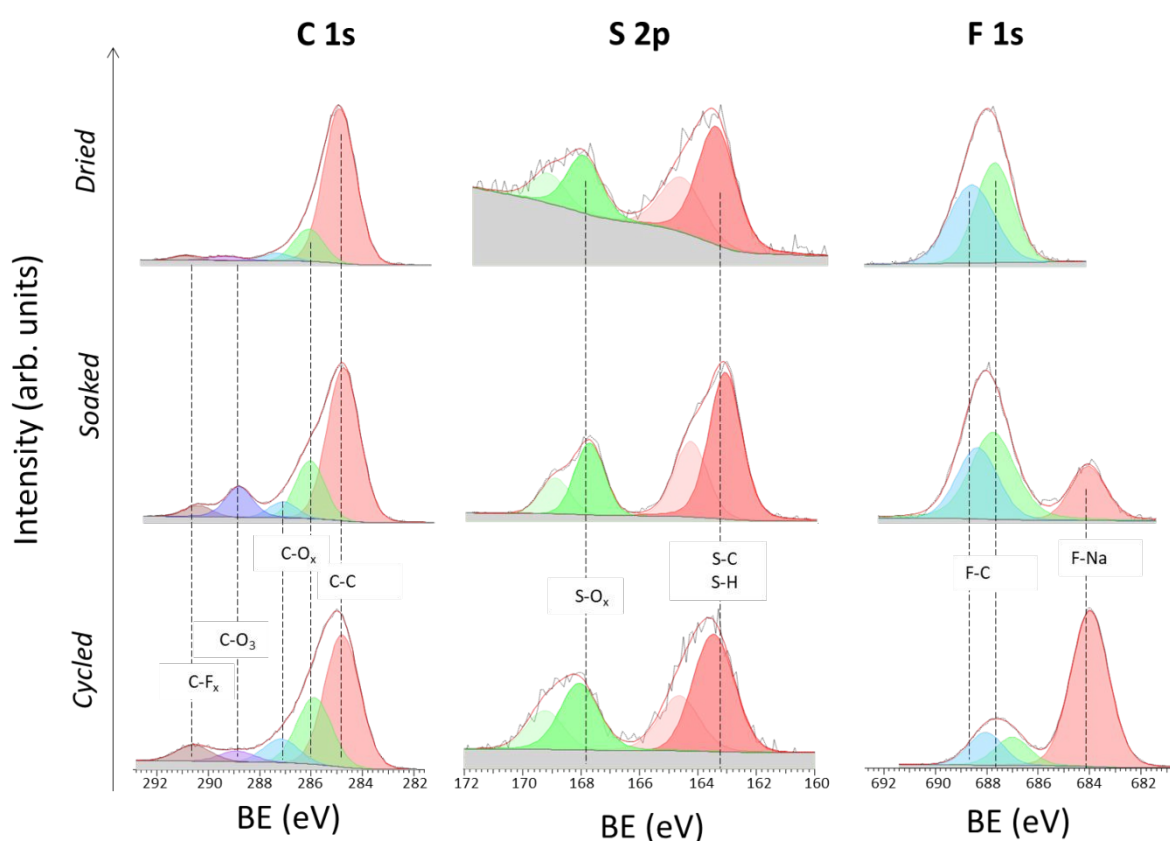 C 1s
S 2p
F 1s
Intensity (arb. units)
Dried
Soaked
Cycled
C-Oₓ
C-C
C-O₃
C-Fₓ
S-Oₓ
S-C
S-H
F-C
F-Na
292 290 288 286 284 282
172 170 168 166 164 162 160
692 690 688 686 684 682
BE (eV)
BE (eV)
BE (eV)